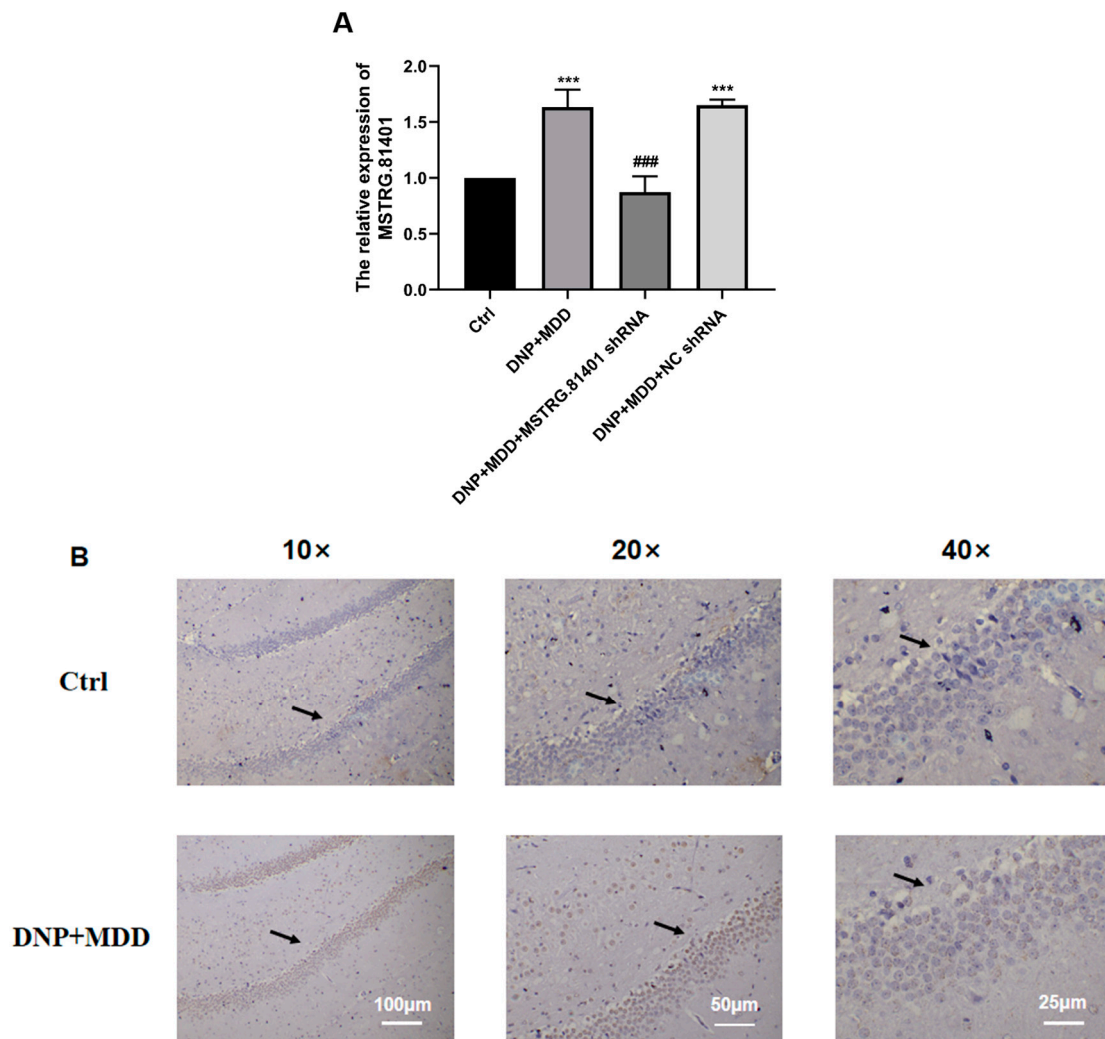 A
The relative expression of
MSTRG.81401
2.0
1.5
1.0
0.5
0.0
***
###
***
Ctrl
DNP+MDD
DNP+MDD+MSTRG.81401 shRNA
DNP+MDD+NC shRNA
B
10×
20×
40×
Ctrl
DNP+MDD
100μm
50μm
25μm